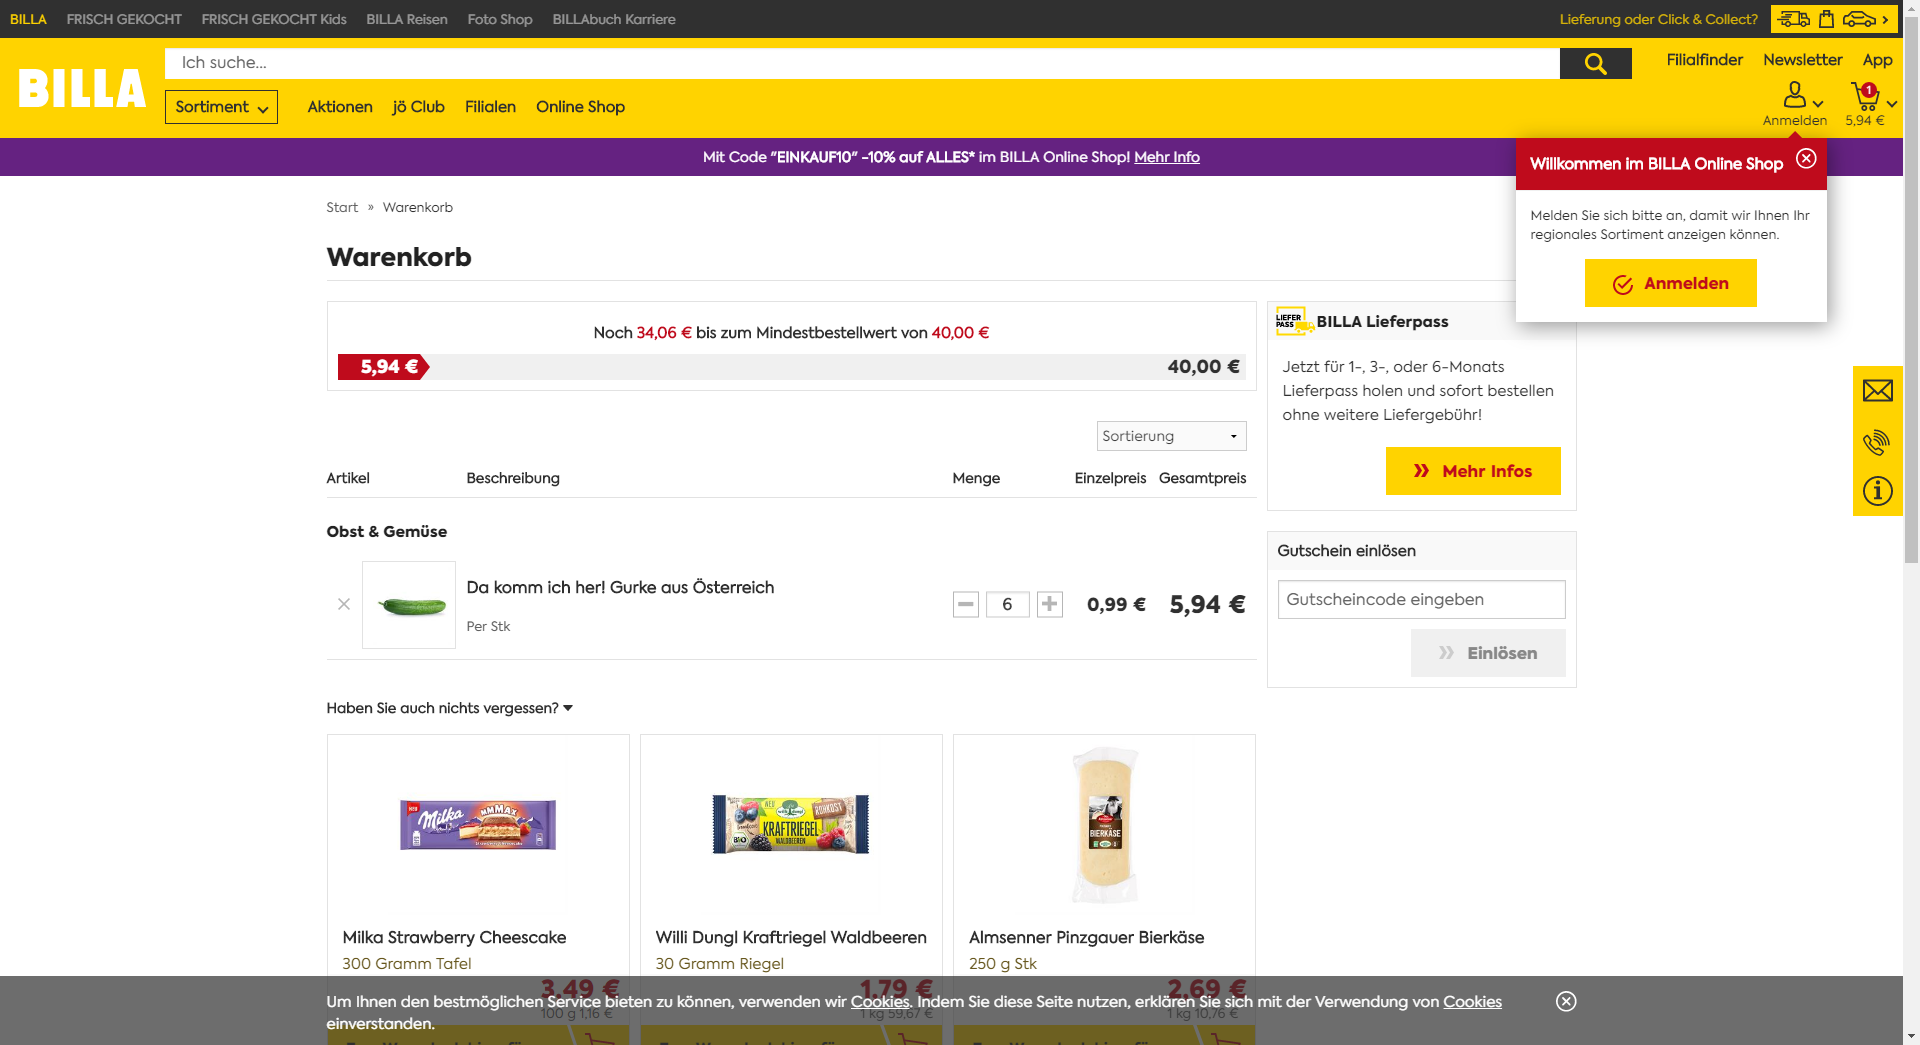 BILLA FRISCH GEKOCHT FRISCH GEKOCHT Kids BILLA Reisen Foto Shop BILLAbuch Karriere Lieferung oder Click & Collect?
BILLA
Ich suche...
Filialfinder Newsletter App
Sortiment Aktionen jö Club Filialen Online Shop
1
Anmelden 5,94 €
Mit Code "EINKAUF10" -10% auf ALLES* im BILLA Online Shop! Mehr Info
Willkommen im BILLA Online Shop
Melden Sie sich bitte an, damit wir Ihnen Ihr
regionales Sortiment anzeigen können.
Anmelden
Start » Warenkorb
Warenkorb
Noch 34,06 € bis zum Mindestbestellwert von 40,00 €
5,94 € 40,00 €
LIEFER
PASS
BILLA Lieferpass
Jetzt für 1-, 3-, oder 6-Monats
Lieferpass holen und sofort bestellen
ohne weitere Liefergebühr!
Mehr Infos
Sortierung
Artikel Beschreibung Menge Einzelpreis Gesamtpreis
Obst & Gemüse
Da komm ich her! Gurke aus Österreich
Per Stk
6 0,99 € 5,94 €
Gutschein einlösen
Gutscheincode eingeben
Einlösen
Haben Sie auch nichts vergessen?
Milka
MMMAX
KRAFTRIEGEL
WALDBEEREN
ROHKOST
BIO
BIERKÄSE
Milka Strawberry Cheescake
300 Gramm Tafel
3,49 €
100 g 1,16 €
Willi Dungl Kraftriegel Waldbeeren
30 Gramm Riegel
1,79 €
1 kg 59,67 €
Almsenner Pinzgauer Bierkäse
250 g Stk
2,69 €
1 kg 10,76 €
Um Ihnen den bestmöglichen Service bieten zu können, verwenden wir Cookies. Indem Sie diese Seite nutzen, erklären Sie sich mit der Verwendung von Cookies
einverstanden.